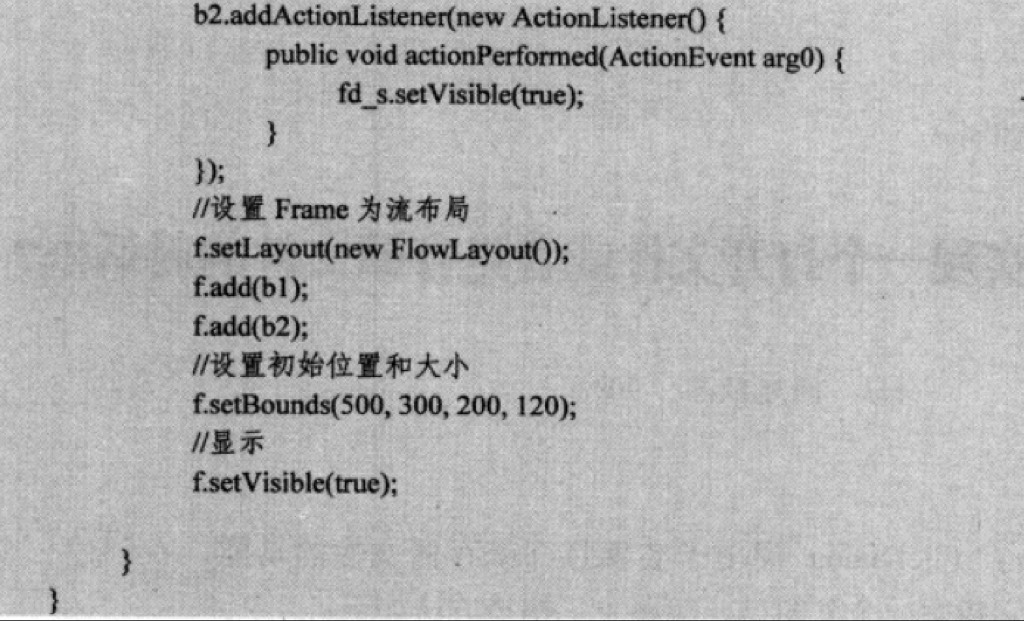 b2.addActionListener(new ActionListener() {
public void actionPerformed(ActionEvent arg0) {
fd_s.setVisible(true);
}
});
//设置 Frame 为流布局
f.setLayout(new FlowLayout());
f.add(b1);
f.add(b2);
//设置初始位置和大小
f.setBounds(500, 300, 200, 120);
//显示
f.setVisible(true);
}
}